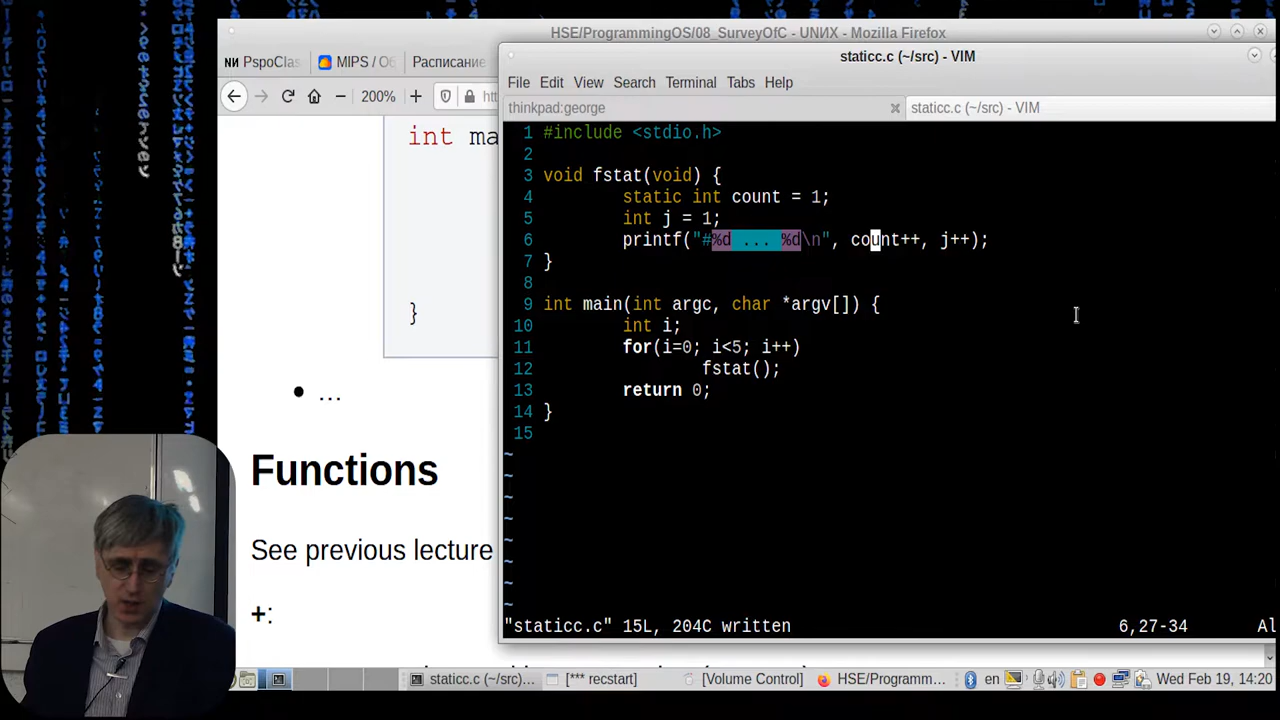 HSE/ProgrammingOS/08_SurveyOfC - UNИX - Mozilla Firefox
PspoClas
MIPS / Об
Расписание
200%
int ma
}
• ...
Functions
See previous lecture
+:
staticc.c (~/src) - VIM
File Edit View Search Terminal Tabs Help
thinkpad:george
staticc.c (~/src) - VIM
1 #include <stdio.h>
2
3 void fstat(void) {
4 static int count = 1;
5 int j = 1;
6 printf("#%d ... %d\n", count++, j++);
7 }
8
9 int main(int argc, char *argv[]) {
10 int i;
11 for(i=0; i<5; i++)
12 fstat();
13 return 0;
14 }
15
~
~
~
~
~
~
~
~
"staticc.c" 15L, 204C written 6,27-34 Al
staticc.c (~/src)...
[*** recstart]
[Volume Control]
HSE/Programm...
en
Wed Feb 19, 14:20